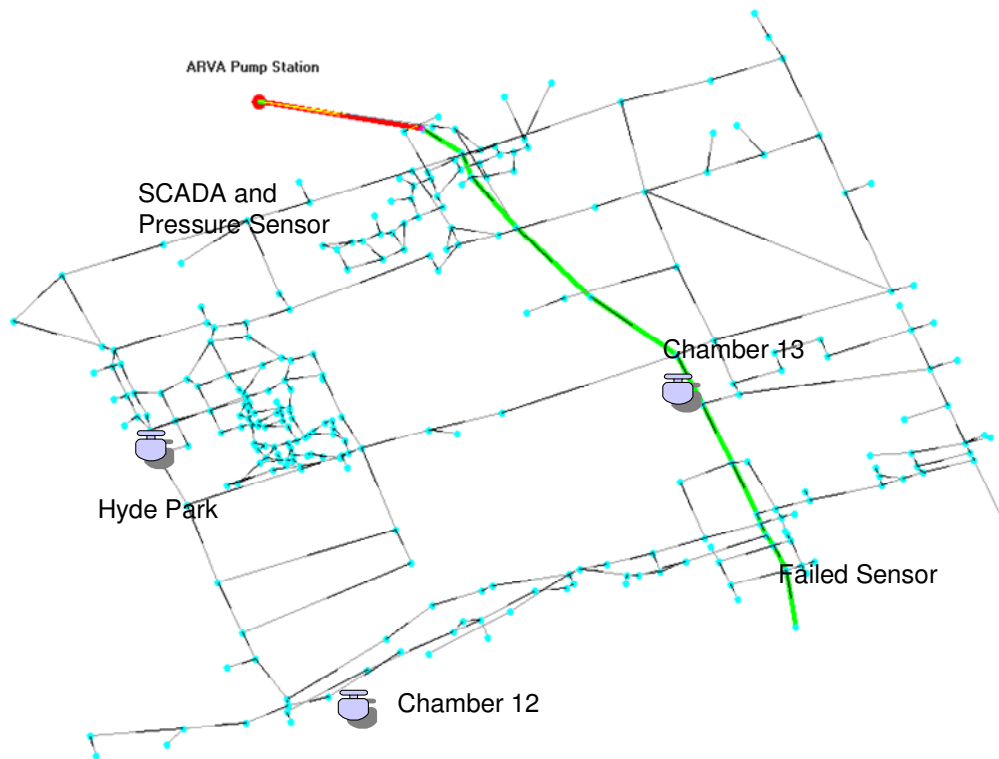 ARVA Pump Station
SCADA and
Pressure Sensor
Chamber 13
Hyde Park
Failed Sensor
Chamber 12